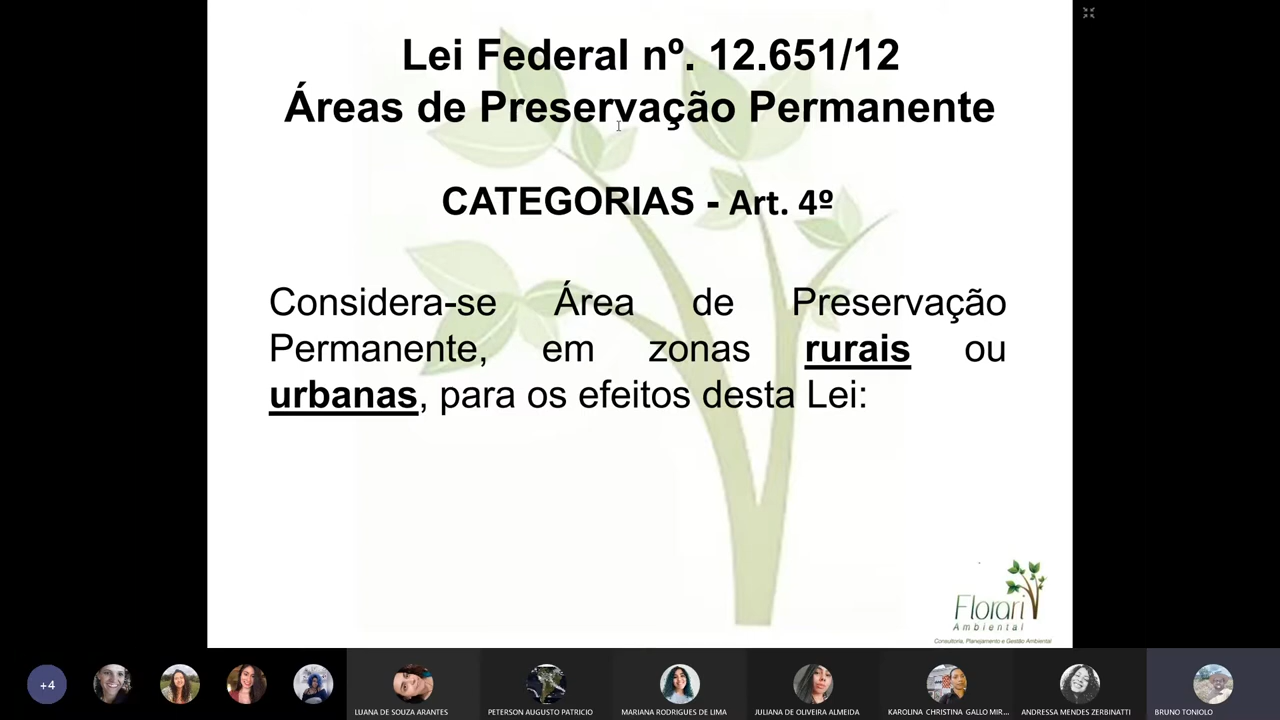 Lei Federal nº. 12.651/12
Áreas de Preservação Permanente
CATEGORIAS - Art. 4º
Considera-se Área de Preservação
Permanente, em zonas rurais ou
urbanas, para os efeitos desta Lei:
Florari
Ambiental
Consultoria, Planejamento e Gestão Ambiental
+4
LUANA DE SOUZA ARANTES
PETERSON AUGUSTO PATRICIO
MARIANA RODRIGUES DE LIMA
JULIANA DE OLIVEIRA ALMEIDA
KAROLINA CHRISTINA GALLO MIR...
ANDRESSA MENDES ZERBINATTI
BRUNO TONIOLO